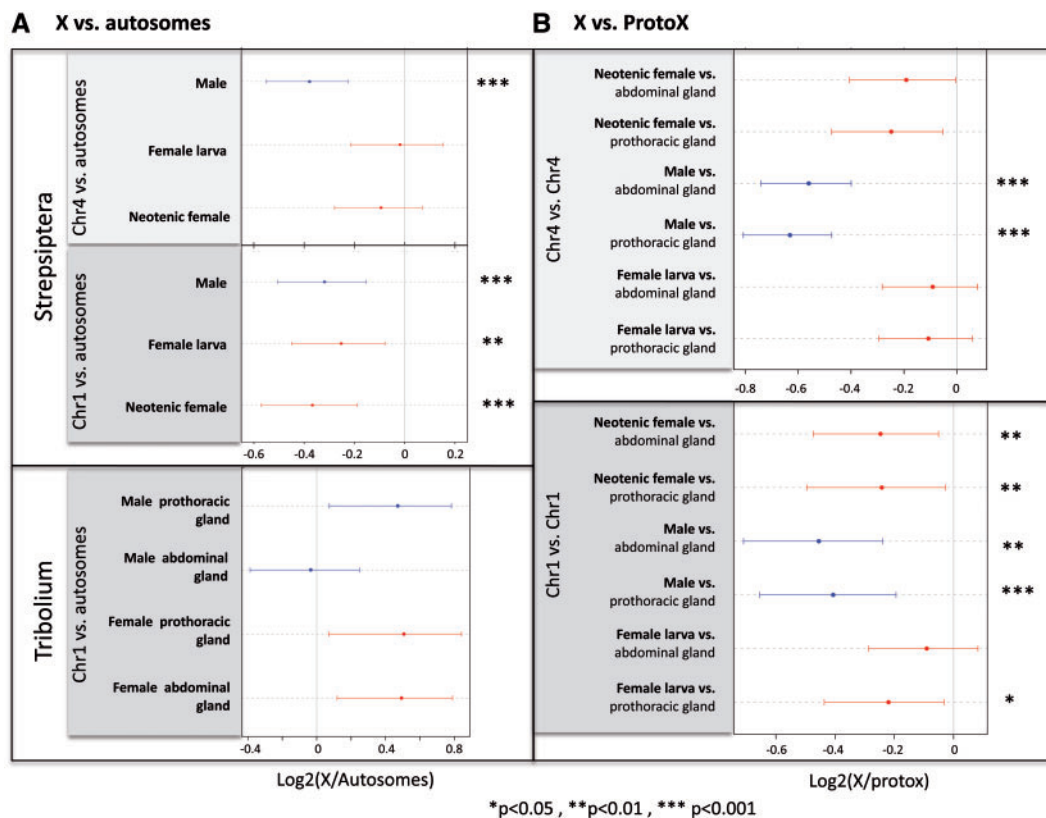 A X vs. autosomes
Strepsiptera
Chr4 vs. autosomes
Male
***
Female larva
Neotenic female
Chr1 vs. autosomes
Male
***
Female larva
**
Neotenic female
***
-0.6 -0.4 -0.2 0 0.2
Tribolium
Chr1 vs. autosomes
Male prothoracic
gland
Male abdominal
gland
Female prothoracic
gland
Female abdominal
gland
-0.4 0 0.4 0.8
Log2(X/Autosomes)
B X vs. ProtoX
Chr4 vs. Chr4
Neotenic female vs.
abdominal gland
Neotenic female vs.
prothoracic gland
Male vs.
abdominal gland
***
Male vs.
prothoracic gland
***
Female larva vs.
abdominal gland
Female larva vs.
prothoracic gland
-0.8 -0.6 -0.4 -0.2 0
Chr1 vs. Chr1
Neotenic female vs.
abdominal gland
**
Neotenic female vs.
prothoracic gland
**
Male vs.
abdominal gland
**
Male vs.
prothoracic gland
***
Female larva vs.
abdominal gland
Female larva vs.
prothoracic gland
*
-0.6 -0.4 -0.2 0
Log2(X/protox)
*p<0.05 , **p<0.01 , *** p<0.001